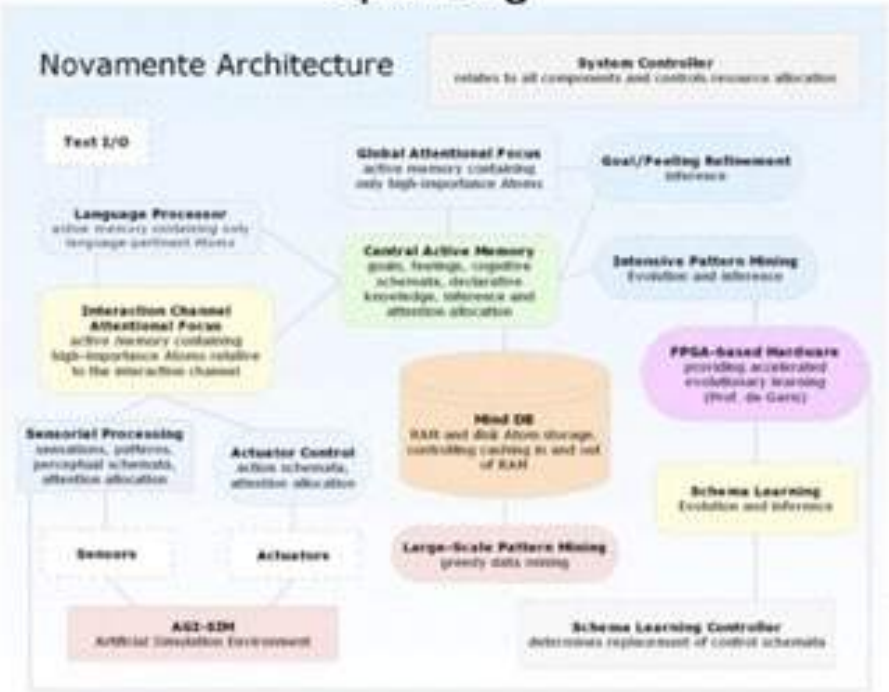 Novamente Architecture
System Controller
relates to all components and controls resource allocation
Text I/O
Global Attentional Focus
active memory containing
only high-importance Atoms
Goal/Feeling Refinement
inference
Language Processor
active memory containing only
language-pertinent Atoms
Central Active Memory
goals, feelings, cognitive
schemata, declarative
knowledge, inference and
attention allocation
Intensive Pattern Mining
Evolution and inference
Interaction Channel
Attentional Focus
active memory containing
high-importance Atoms relative
to the interaction channel
FPGA-based Hardware
providing accelerated
evolutionary learning
(Prof. de Garis)
Mind DB
RAM and disk Atom storage,
controlling caching in and out
of RAM
Sensorial Processing
sensations, patterns,
perceptual schemata,
attention allocation
Actuator Control
action schemata,
attention allocation
Schema Learning
Evolution and inference
Sensors
Actuators
Large-Scale Pattern Mining
greedy data mining
AGI-SIM
Artificial Simulation Environment
Schema Learning Controller
determines replacement of control schemata